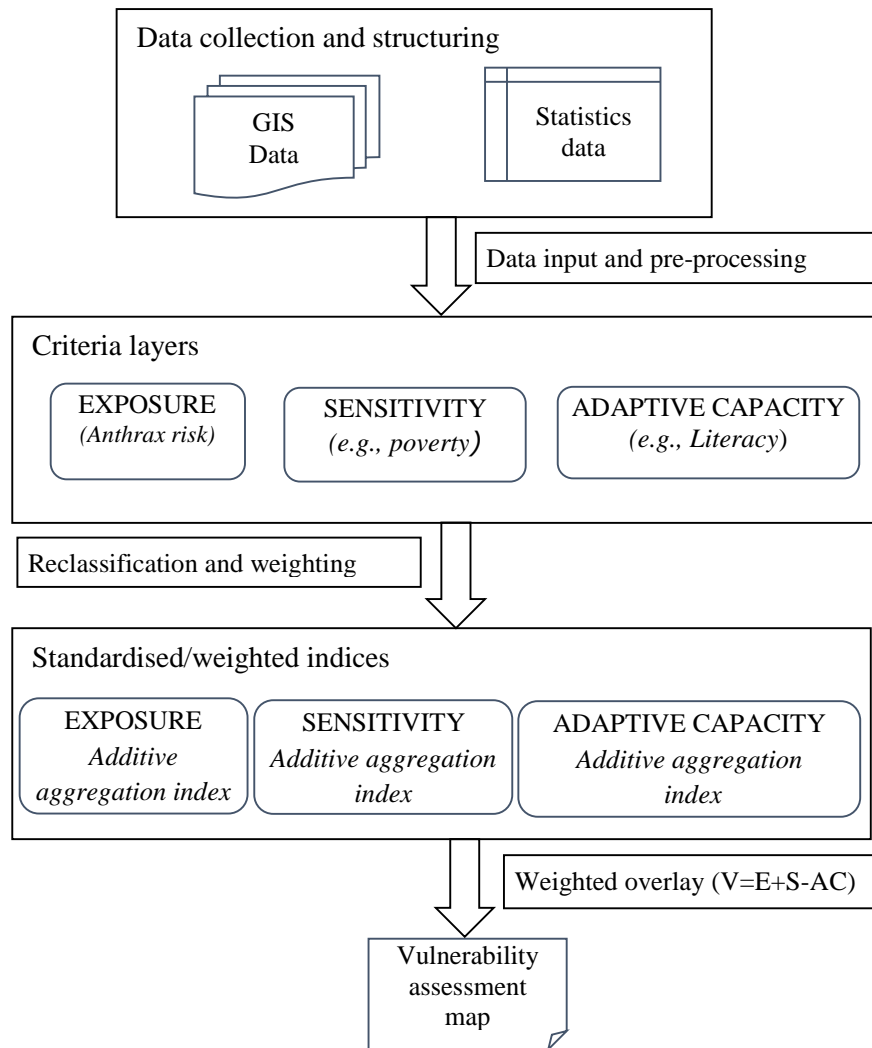 Data collection and structuring
GIS
Data
Statistics
data
Data input and pre-processing
Criteria layers
EXPOSURE
(Anthrax risk)
SENSITIVITY
(e.g., poverty)
ADAPTIVE CAPACITY
(e.g., Literacy)
Reclassification and weighting
Standardised/weighted indices
EXPOSURE
Additive
aggregation index
SENSITIVITY
Additive aggregation
index
ADAPTIVE CAPACITY
Additive aggregation
index
Weighted overlay (V=E+S-AC)
Vulnerability
assessment
map